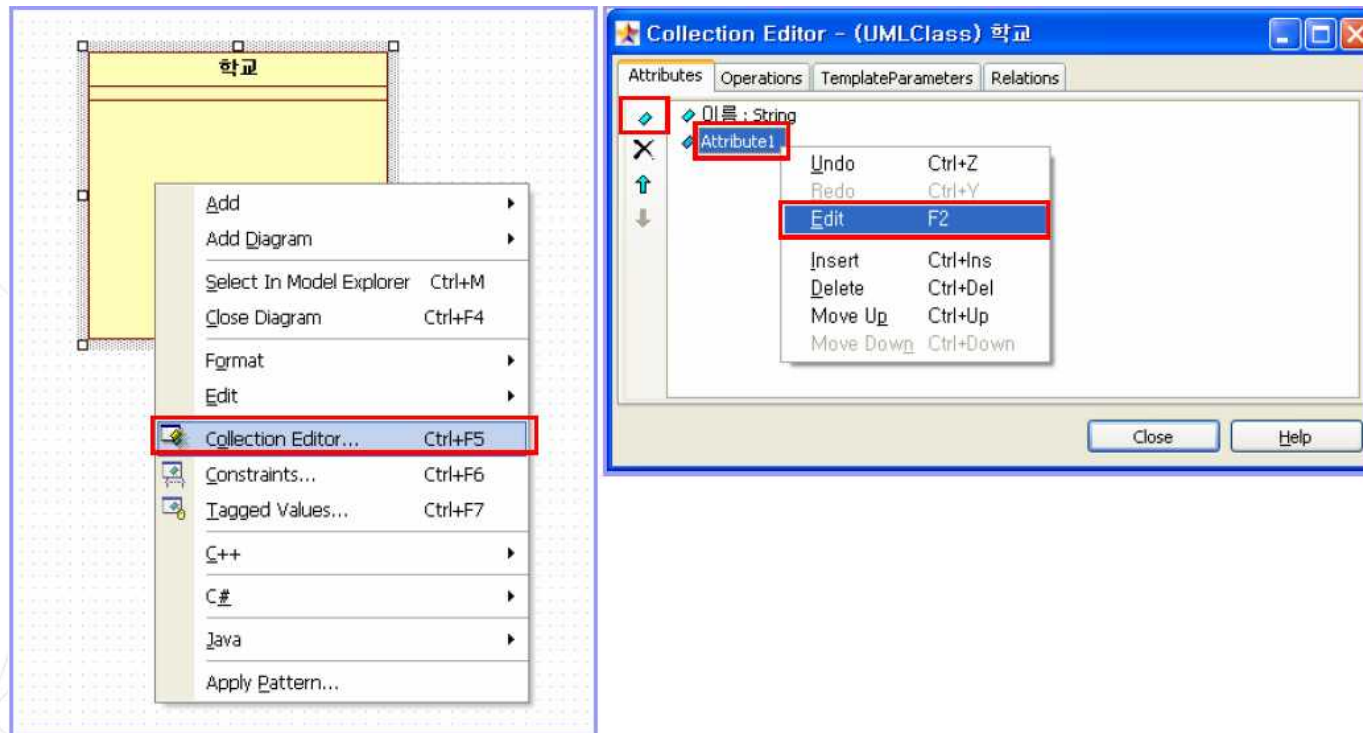 학교
Add
Add Diagram
Select In Model Explorer Ctrl+M
Close Diagram Ctrl+F4
Format
Edit
Collection Editor... Ctrl+F5
Constraints... Ctrl+F6
Tagged Values... Ctrl+F7
C++
C#
Java
Apply Pattern...
Collection Editor - (UMLClass) 학교
Attributes Operations TemplateParameters Relations
이름 : String
Attribute1
Undo Ctrl+Z
Redo Ctrl+Y
Edit F2
Insert Ctrl+Ins
Delete Ctrl+Del
Move Up Ctrl+Up
Move Down Ctrl+Down
Close Help